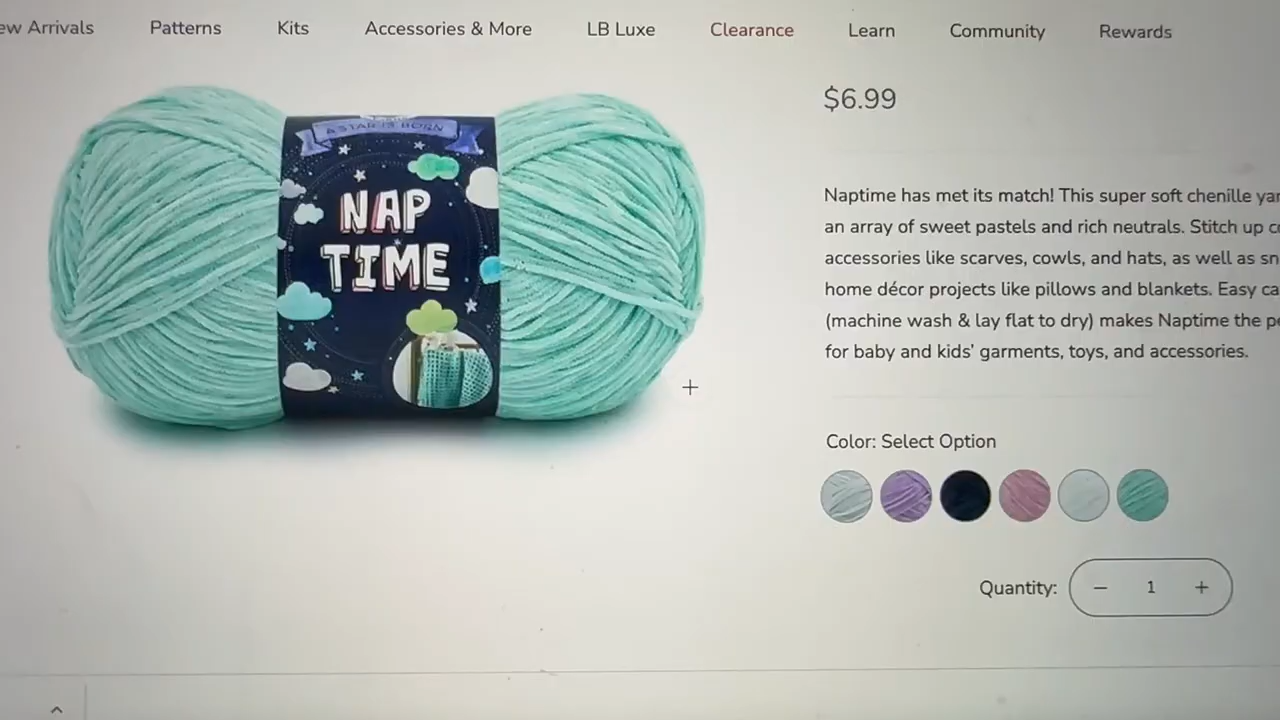 ew Arrivals
Patterns
Kits
Accessories & More
LB Luxe
Clearance
Learn
Community
Rewards
A STAR IS BORN
NAP
TIME
$6.99
Naptime has met its match! This super soft chenille yar
an array of sweet pastels and rich neutrals. Stitch up c
accessories like scarves, cowls, and hats, as well as sn
home décor projects like pillows and blankets. Easy ca
(machine wash & lay flat to dry) makes Naptime the pe
for baby and kids' garments, toys, and accessories.
Color: Select Option
Quantity:
− 1 +